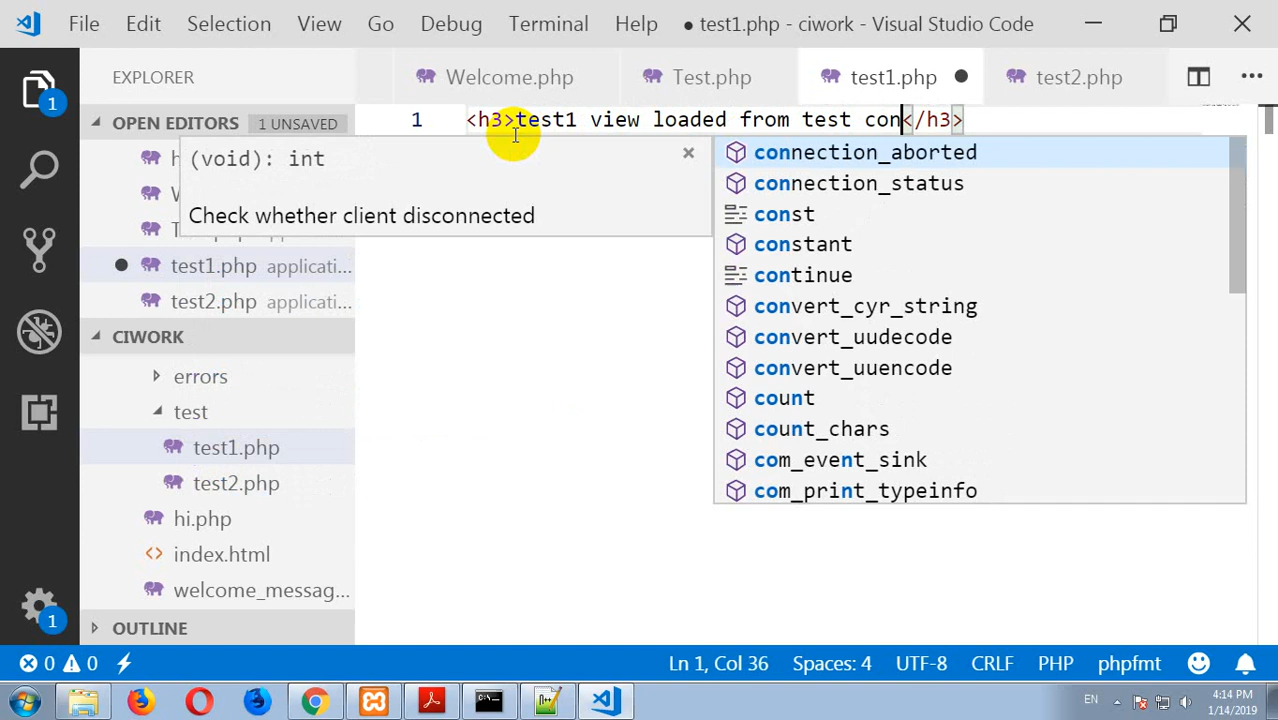 File Edit Selection View Go Debug Terminal Help ● test1.php - ciwork - Visual Studio Code
1 EXPLORER Welcome.php Test.php test1.php ● test2.php •••
OPEN EDITORS 1 UNSAVED
1 <h3>test1 view loaded from test con</h3>
(void): int ×
Check whether client disconnected
connection_aborted
connection_status
const
constant
continue
convert_cyr_string
convert_uudecode
convert_uuencode
count
count_chars
com_event_sink
com_print_typeinfo
● test1.php applicati...
test2.php applicati...
CIWORK
errors
test
test1.php
test2.php
hi.php
<> index.html
welcome_messag...
OUTLINE
1
0 0 Ln 1, Col 36 Spaces: 4 UTF-8 CRLF PHP phpfmt
EN 4:14 PM
1/14/2019